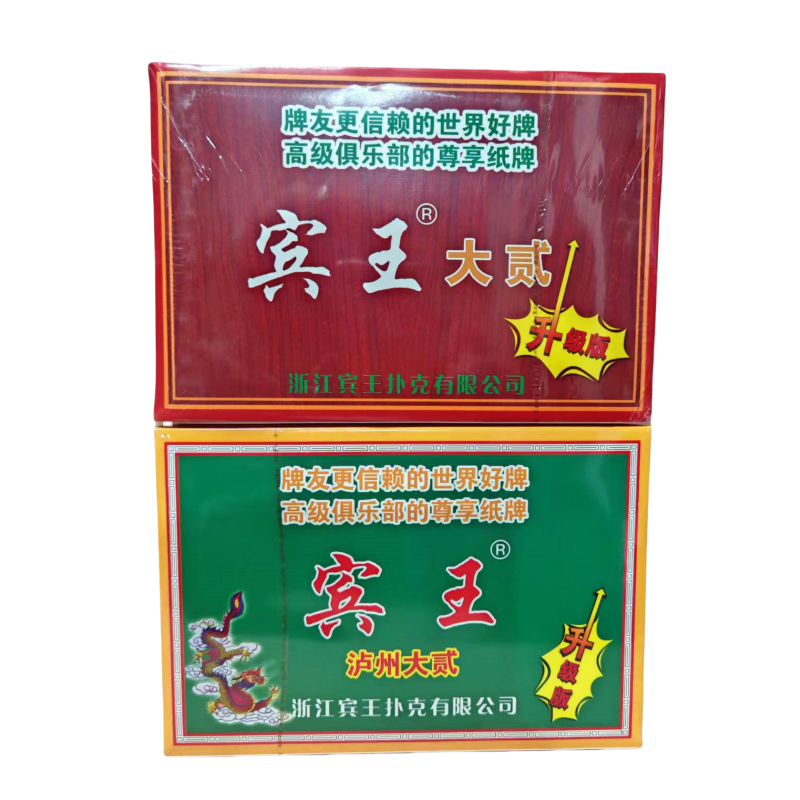 牌友更信赖的世界好牌
高级俱乐部的尊享纸牌
宾王®
大贰
升级版
浙江宾王扑克有限公司
牌友更信赖的世界好牌
高级俱乐部的尊享纸牌
宾王®
泸州大贰
升级版
浙江宾王扑克有限公司